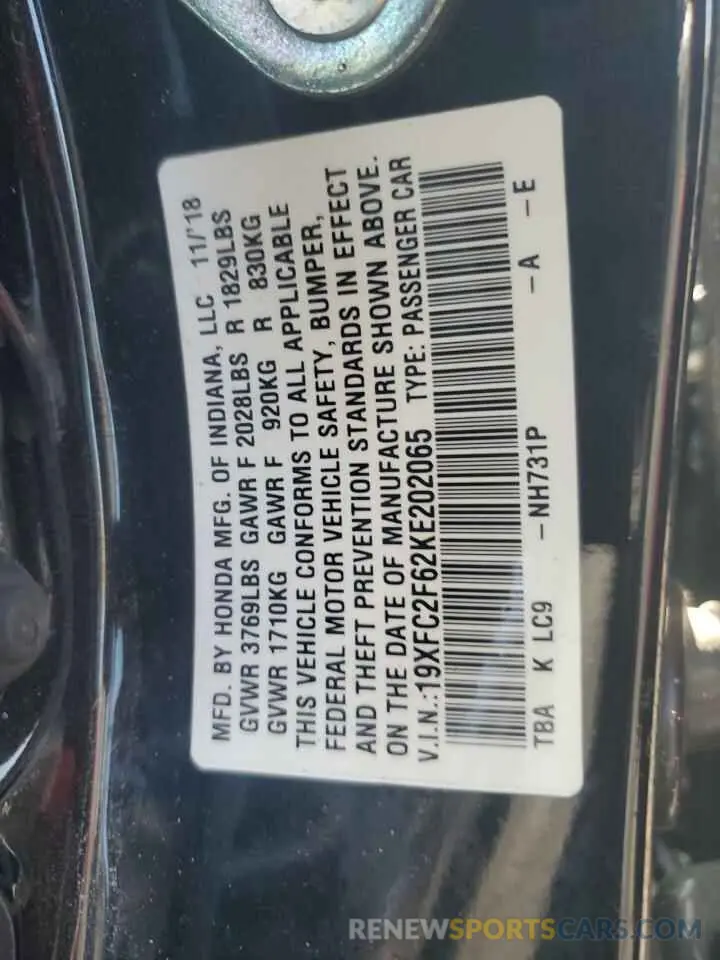 MFD. BY HONDA MFG. OF INDIANA, LLC 11/'18
GVWR 3769LBS GAWR F 2028LBS R 1829LBS
GVWR 1710KG GAWR F 920KG R 830KG
THIS VEHICLE CONFORMS TO ALL APPLICABLE
FEDERAL MOTOR VEHICLE SAFETY, BUMPER,
AND THEFT PREVENTION STANDARDS IN EFFECT
ON THE DATE OF MANUFACTURE SHOWN ABOVE.
V.I.N.:19XFC2F62KE202065 TYPE: PASSENGER CAR
TBA K LC9 -NH731P -A -E
RENEWSPORTSCARS.COM